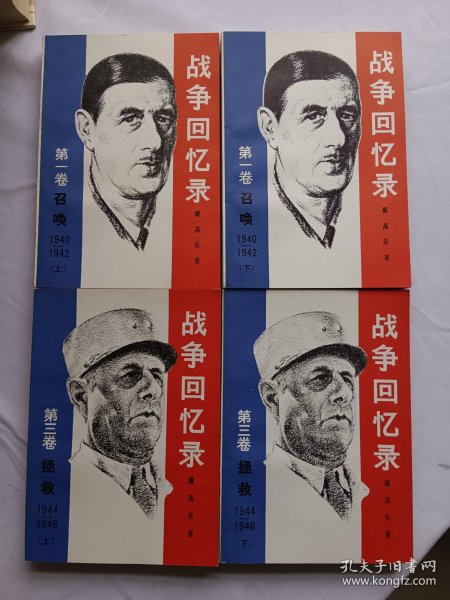 战争回忆录
戴高乐著
第一卷 召唤
1940
1942
(上)
战争回忆录
戴高乐著
第一卷 召唤
1940
1942
(下)
战争回忆录
戴高乐著
第三卷 拯救
1944
1946
(上)
战争回忆录
戴高乐著
第三卷 拯救
1944
1946
(下)
孔夫子旧书网
www.kongfz.com